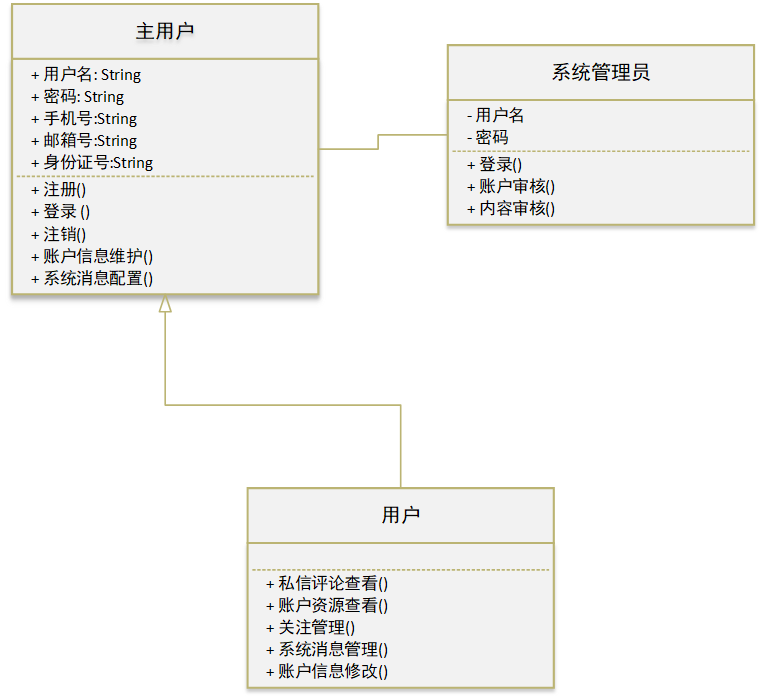 主用户
+ 用户名: String
+ 密码: String
+ 手机号:String
+ 邮箱号:String
+ 身份证号:String
+ 注册()
+ 登录 ()
+ 注销()
+ 账户信息维护()
+ 系统消息配置()
系统管理员
- 用户名
- 密码
+ 登录()
+ 账户审核()
+ 内容审核()
用户
+ 私信评论查看()
+ 账户资源查看()
+ 关注管理()
+ 系统消息管理()
+ 账户信息修改()